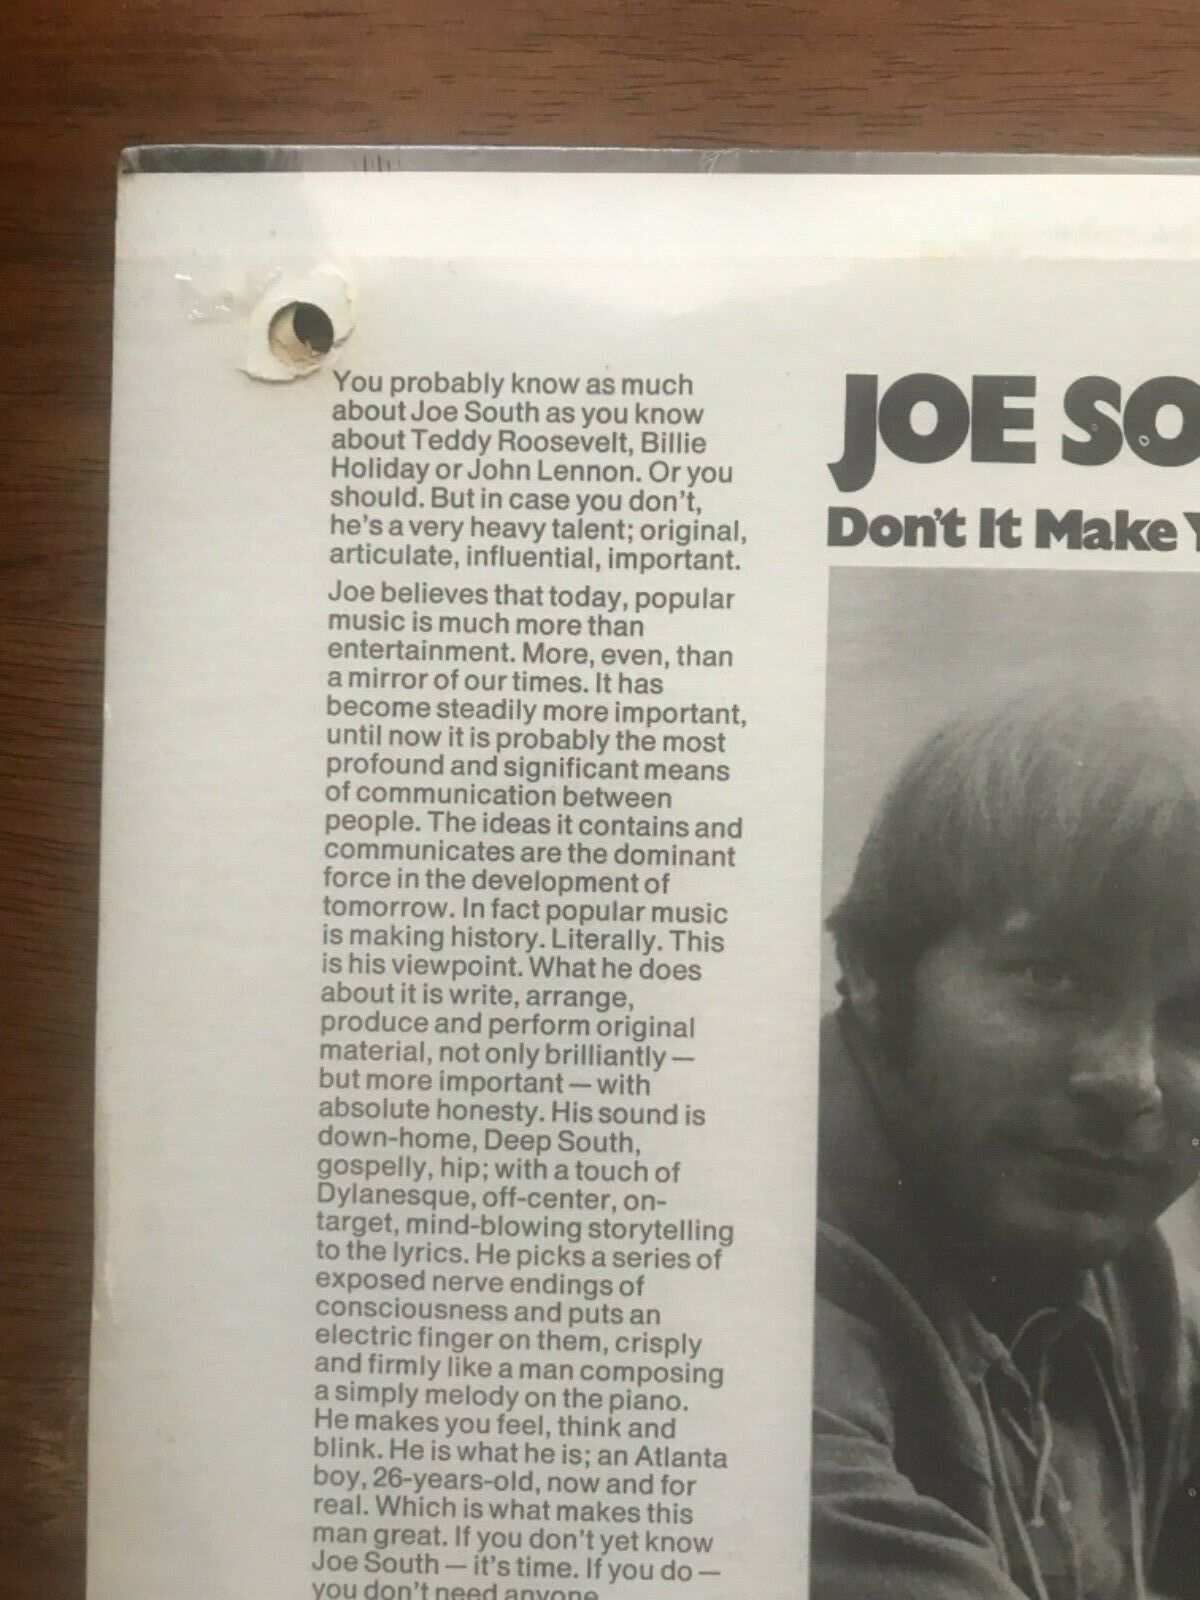 You probably know as much
about Joe South as you know
about Teddy Roosevelt, Billie
Holiday or John Lennon. Or you
should. But in case you don't,
he's a very heavy talent; original,
articulate, influential, important.
Joe believes that today, popular
music is much more than
entertainment. More, even, than
a mirror of our times. It has
become steadily more important,
until now it is probably the most
profound and significant means
of communication between
people. The ideas it contains and
communicates are the dominant
force in the development of
tomorrow. In fact popular music
is making history. Literally. This
is his viewpoint. What he does
about it is write, arrange,
produce and perform original
material, not only brilliantly —
but more important — with
absolute honesty. His sound is
down-home, Deep South,
gospelly, hip; with a touch of
Dylanesque, off-center, on-
target, mind-blowing storytelling
to the lyrics. He picks a series of
exposed nerve endings of
consciousness and puts an
electric finger on them, crisply
and firmly like a man composing
a simply melody on the piano.
He makes you feel, think and
blink. He is what he is; an Atlanta
boy, 26-years-old, now and for
real. Which is what makes this
man great. If you don't yet know
Joe South — it's time. If you do —
you don't need anyone
JOE SO
Don't It Make Y